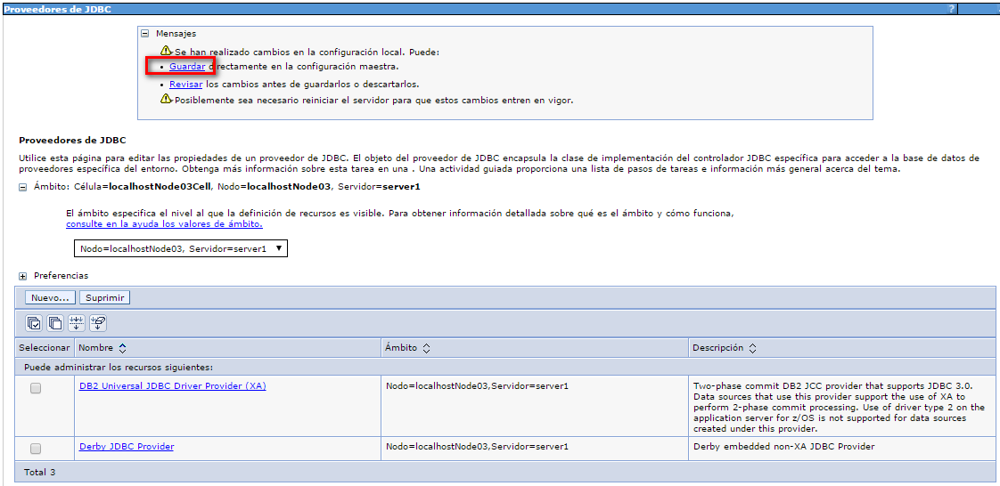 Proveedores de JDBC ?
Mensajes
Se han realizado cambios en la configuración local. Puede:
• Guardar directamente en la configuración maestra.
• Revisar los cambios antes de guardarlos o descartarlos.
Posiblemente sea necesario reiniciar el servidor para que estos cambios entren en vigor.
Proveedores de JDBC
Utilice esta página para editar las propiedades de un proveedor de JDBC. El objeto del proveedor de JDBC encapsula la clase de implementación del controlador JDBC específica para acceder a la base de datos de
proveedores específica del entorno. Obtenga más información sobre esta tarea en una . Una actividad guiada proporciona una lista de pasos de tareas e información más general acerca del tema.
Ámbito: Célula=localhostNode03Cell, Nodo=localhostNode03, Servidor=server1
El ámbito especifica el nivel al que la definición de recursos es visible. Para obtener información detallada sobre qué es el ámbito y cómo funciona,
consulte en la ayuda los valores de ámbito.
Nodo=localhostNode03, Servidor=server1
Preferencias
Nuevo... Suprimir
Seleccionar Nombre Ámbito Descripción
Puede administrar los recursos siguientes:
DB2 Universal JDBC Driver Provider (XA) Nodo=localhostNode03,Servidor=server1 Two-phase commit DB2 JCC provider that supports JDBC 3.0.
Data sources that use this provider support the use of XA to
perform 2-phase commit processing. Use of driver type 2 on the
application server for z/OS is not supported for data sources
created under this provider.
Derby JDBC Provider Nodo=localhostNode03,Servidor=server1 Derby embedded non-XA JDBC Provider
Total 3